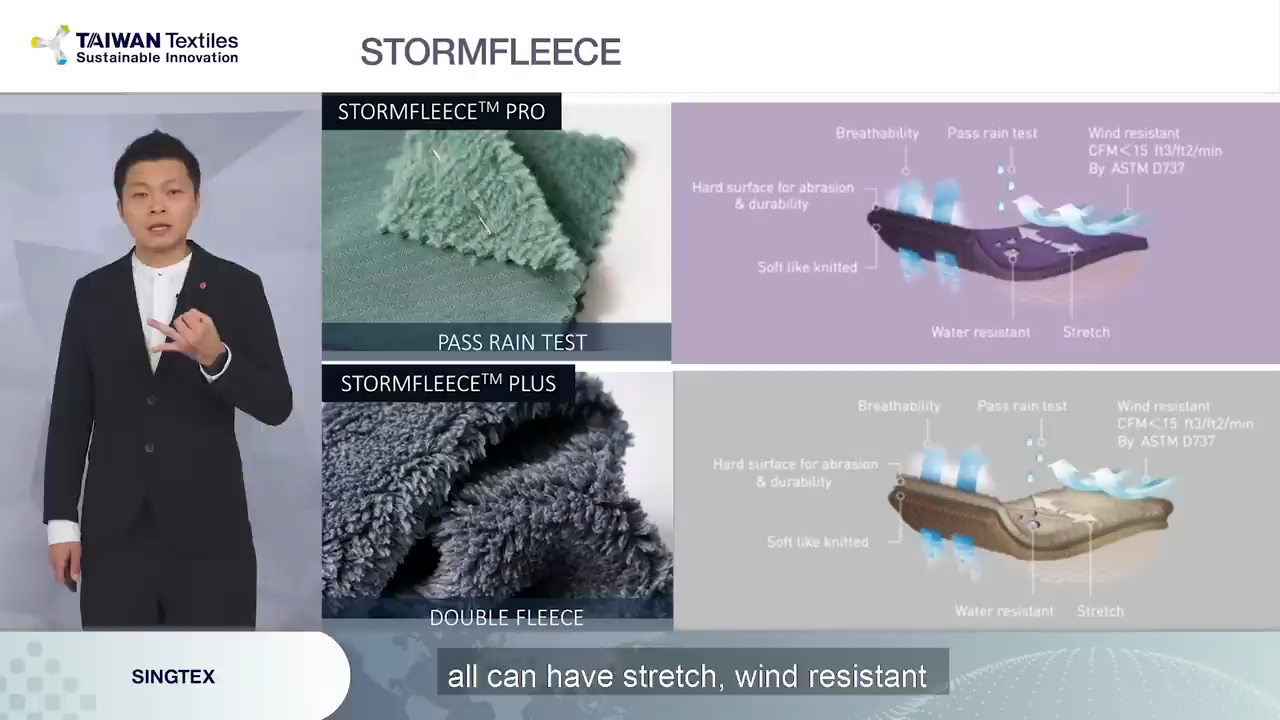 TAIWAN Textiles
Sustainable Innovation
STORMFLEECE
STORMFLEECE™ PRO
PASS RAIN TEST
Breathability
Pass rain test
Wind resistant
CFM<15 ft3/ft2/min
By ASTM D737
Hard surface for abrasion
& durability
Soft like knitted
Water resistant
Stretch
STORMFLEECE™ PLUS
DOUBLE FLEECE
Breathability
Pass rain test
Wind resistant
CFM<15 ft3/ft2/min
By ASTM D737
Hard surface for abrasion
& durability
Soft like knitted
Water resistant
Stretch
SINGTEX
all can have stretch, wind resistant